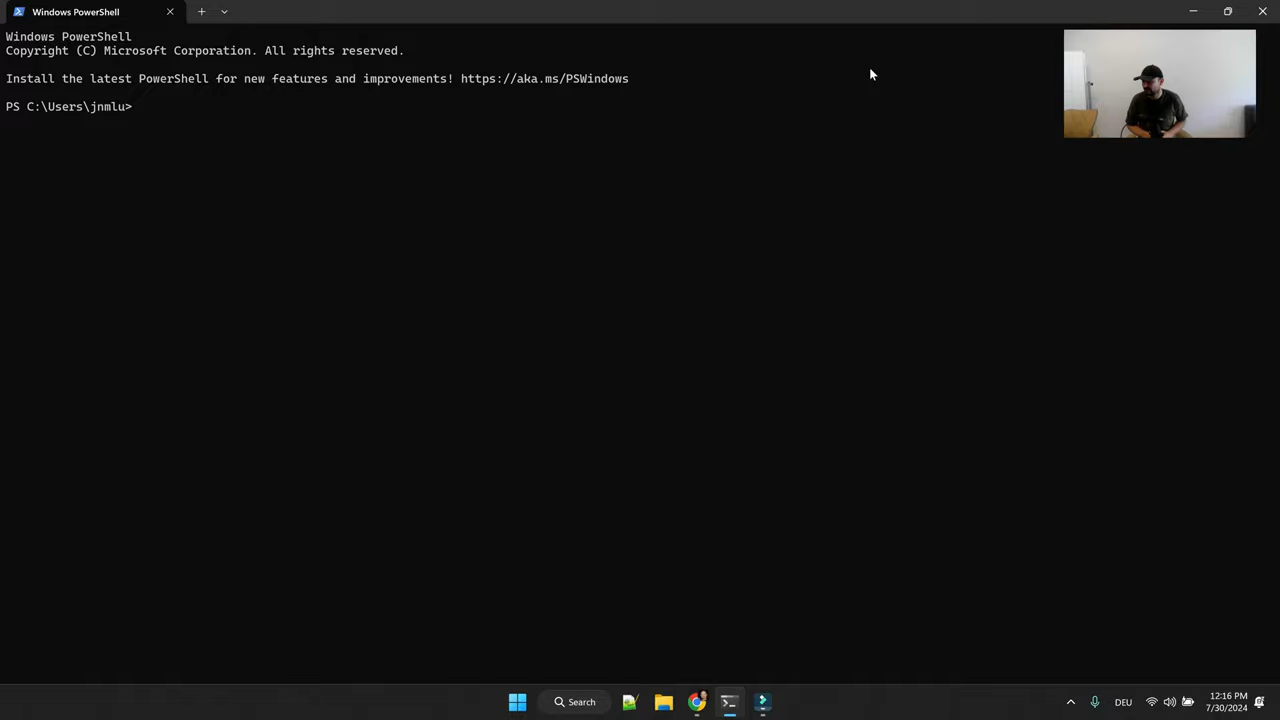 Windows PowerShell
Windows PowerShell
Copyright (C) Microsoft Corporation. All rights reserved.
Install the latest PowerShell for new features and improvements! https://aka.ms/PSWindows
PS C:\Users\jnmlu>
Search
DEU
12:16 PM
7/30/2024